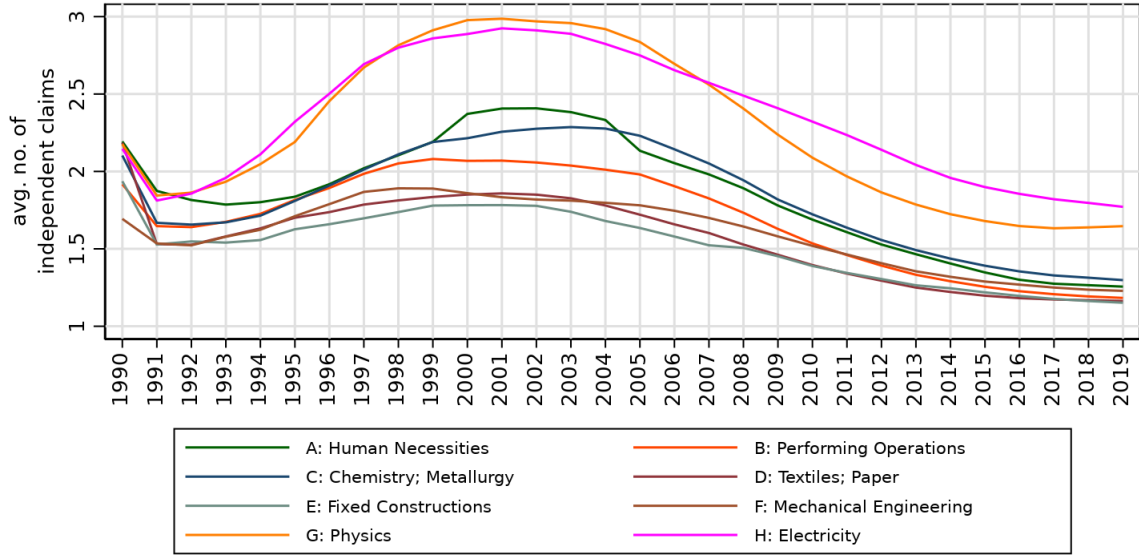 avg. no. of
independent claims
3
2.5
2
1.5
1
1990 1991 1992 1993 1994 1995 1996 1997 1998 1999 2000 2001 2002 2003 2004 2005 2006 2007 2008 2009 2010 2011 2012 2013 2014 2015 2016 2017 2018 2019
A: Human Necessities B: Performing Operations
C: Chemistry; Metallurgy D: Textiles; Paper
E: Fixed Constructions F: Mechanical Engineering
G: Physics H: Electricity